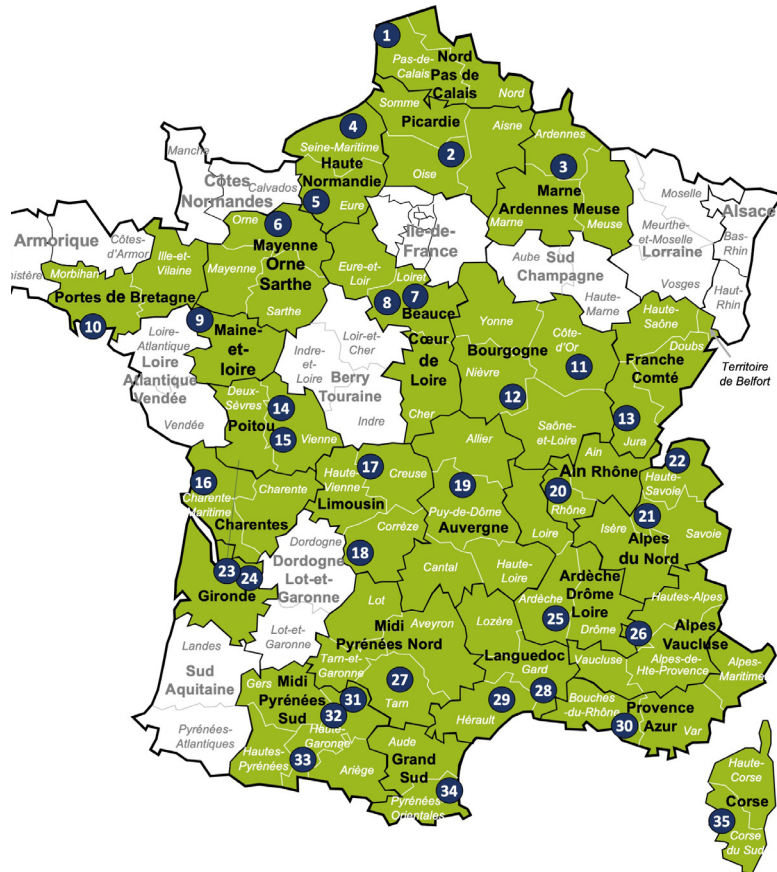 1
Pas-de-
Calais
Nord
Pas de
Calais
Nord
Somme
Picardie
Aisne
4
Seine-Maritime
2
Oise
Ardennes
3
Marne
Ardennes Meuse
Marne
Meuse
Moselle
Meurthe-
et-Moselle
Lorraine
Vosges
Alsace
Bas-
Rhin
Haut-
Rhin
Manche
Côtes
Normandes
Calvados
Haute
Normandie
5
Eure
Île-de-
France
Orne
6
Mayenne
Orne
Sarthe
Mayenne
Sarthe
Armorique
Côtes-
d'Armor
nistère
Morbihan
Ille-et-
Vilaine
Portes de Bretagne
10
9
Loire-
Atlantique
Loire
Atlantique
Vendée
Vendée
Maine-
et-loire
Eure-et-
Loir
Loiret
8
7
Beauce
Cœur
de
Loire
Cher
Loir-et-
Cher
Indre-
et-
Loire
Berry
Touraine
Indre
Aube
Sud
Champagne
Haute-
Marne
Yonne
Côte-
d'Or
Bourgogne
11
Nièvre
12
Saône-
et-Loire
Haute-
Saône
Doubs
Franche
Comté
13
Jura
Territoire
de Belfort
Deux-
Sèvres
14
Poitou
15
Vienne
16
Charente-
Maritime
Charente
Charentes
17
Haute-
Vienne
Creuse
Limousin
Corrèze
18
Allier
19
Puy-de-Dôme
Auvergne
Cantal
Haute-
Loire
Ain
Ain Rhône
20
Rhône
Loire
22
Haute-
Savoie
21
Isère
Savoie
Alpes
du Nord
Dordogne
Dordogne
Lot-et-
Garonne
Lot-et-
Garonne
23
24
Gironde
Landes
Sud
Aquitaine
Pyrénées-
Atlantiques
Lot
Aveyron
Midi
Pyrénées Nord
Tarn-et-
Garonne
27
Tarn
Gers
Midi
Pyrénées
Sud
31
32
Haute-
Garonne
Hautes-
Pyrénées
33
Ariège
Lozère
Languedoc
Gard
28
29
Hérault
Aude
Grand
Sud
34
Pyrénées
Orientales
Ardèche
Drôme
Loire
Ardèche
25
Drôme
Hautes-Alpes
26
Alpes
Vaucluse
Vaucluse
Alpes-de-
Hte-Provence
Alpes-
Maritime
Bouches
-du-Rhône
Provence
Azur
30
Var
Haute-
Corse
Corse
35
Corse
du Sud